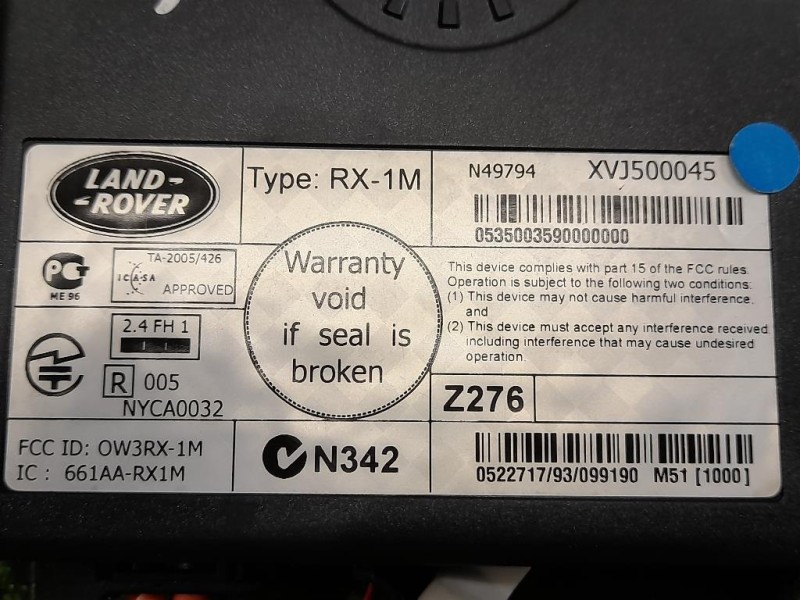 LAND-
-ROVER
Type: RX-1M
N49794 XVJ500045
0535003590000000
PCT
ME 96
TA-2005/426
ICASA
APPROVED
Warranty
void
if seal is
broken
This device complies with part 15 of the FCC rules.
Operation is subject to the following two conditions:
(1) This device may not cause harmful interference,
and
(2) This device must accept any interference received
including interference that may cause undesired
operation.
2.4 FH 1
R 005
NYCA0032
Z276
FCC ID: OW3RX-1M
IC : 661AA-RX1M
N342
0522717/93/099190 M51 [1000]